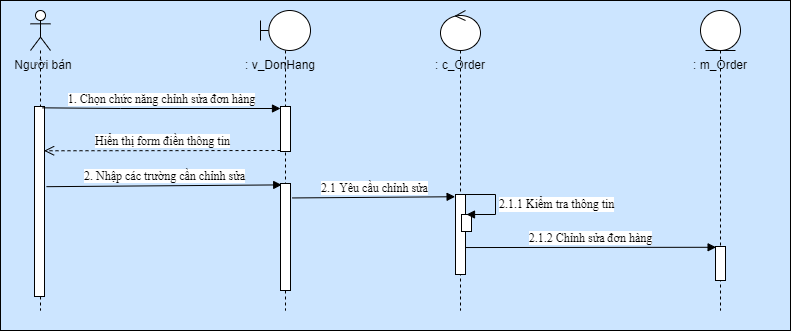 Người bán
: v_DonHang
: c_Order
: m_Order
1. Chọn chức năng chỉnh sửa đơn hàng
Hiển thị form điền thông tin
2. Nhập các trường cần chỉnh sửa
2.1 Yêu cầu chỉnh sửa
2.1.1 Kiểm tra thông tin
2.1.2 Chỉnh sửa đơn hàng